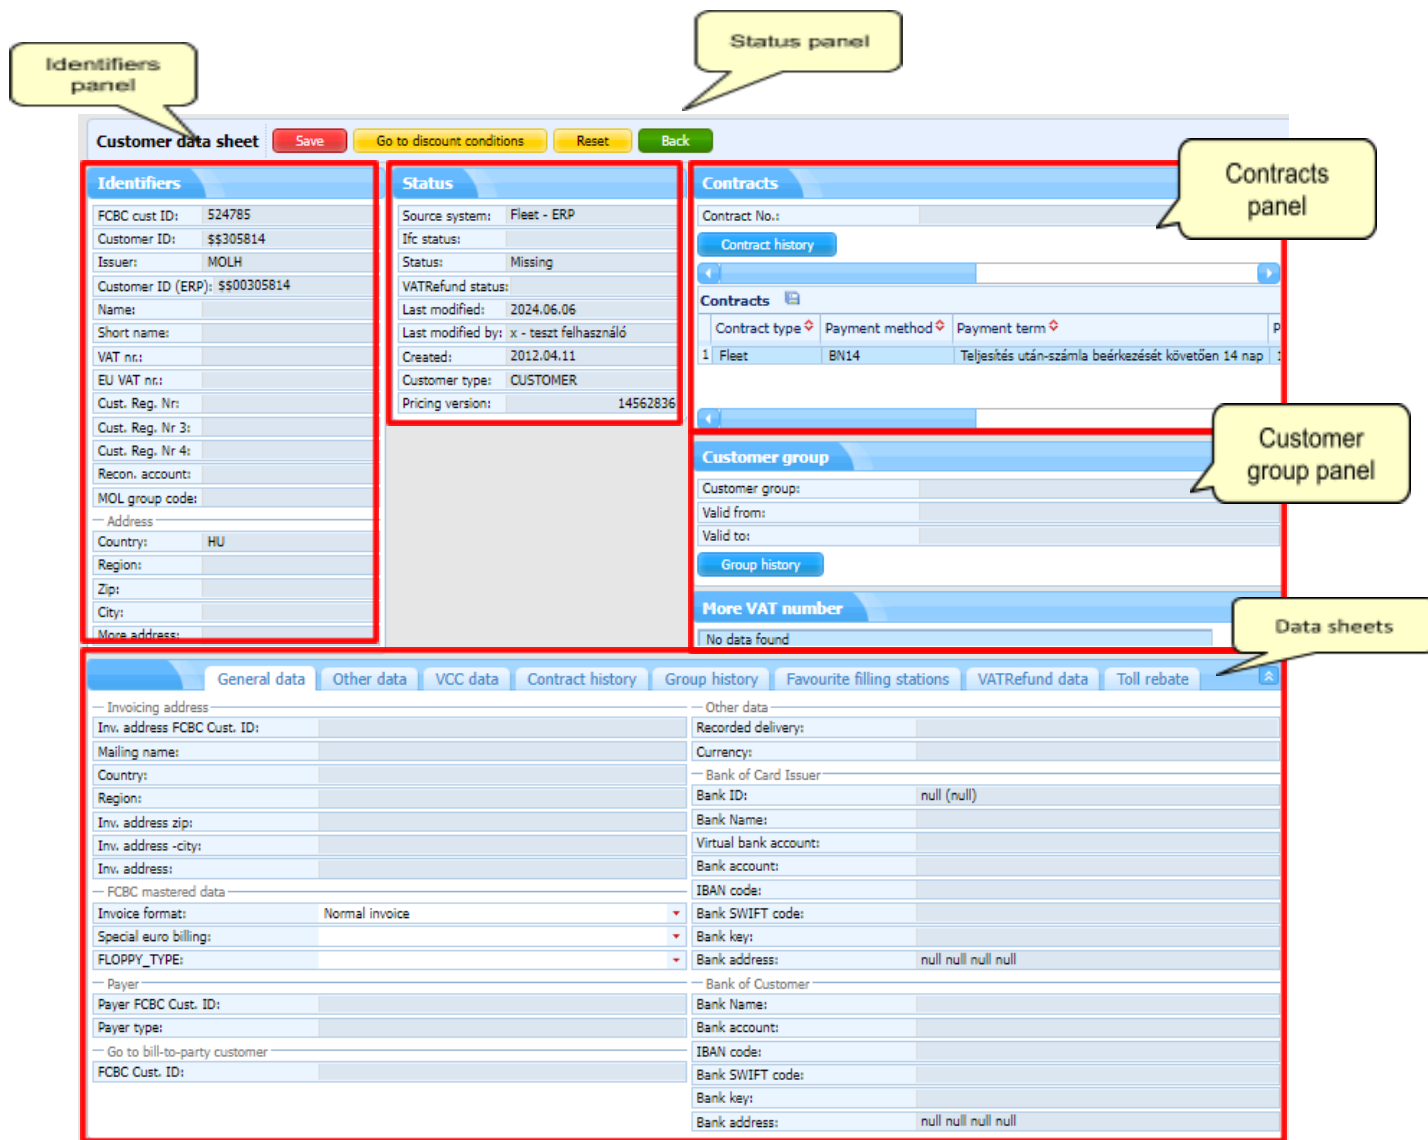 Status panel
Identifiers
panel
Customer data sheet Save Go to discount conditions Reset Back
Contracts
panel
Identifiers
FCBC cust ID: 524785
Customer ID: $$305814
Issuer: MOLH
Customer ID (ERP): $$00305814
Name:
Short name:
VAT nr.:
EU VAT nr.:
Cust. Reg. Nr:
Cust. Reg. Nr 3:
Cust. Reg. Nr 4:
Recon. account:
MOL group code:
Address
Country: HU
Region:
Zip:
City:
More address:
Status
Source system: Fleet - ERP
Ifc status:
Status: Missing
VATRefund status:
Last modified: 2024.06.06
Last modified by: x - teszt felhasználó
Created: 2012.04.11
Customer type: CUSTOMER
Pricing version: 14562836
Contracts
Contract No.:
Contract history
Contracts
Contract type Payment method Payment term P
1 Fleet BN14 Teljesítés után-számla beérkezését követően 14 nap 1
Customer
group panel
Customer group
Customer group:
Valid from:
Valid to:
Group history
More VAT number
No data found
Data sheets
General data Other data VCC data Contract history Group history Favourite filling stations VATRefund data Toll rebate
Invoicing address
Inv. address FCBC Cust. ID:
Mailing name:
Country:
Region:
Inv. address zip:
Inv. address -city:
Inv. address:
FCBC mastered data
Invoice format: Normal invoice
Special euro billing:
FLOPPY_TYPE:
Payer
Payer FCBC Cust. ID:
Payer type:
Go to bill-to-party customer
FCBC Cust. ID:
Other data
Recorded delivery:
Currency:
Bank of Card Issuer
Bank ID: null (null)
Bank Name:
Virtual bank account:
Bank account:
IBAN code:
Bank SWIFT code:
Bank key:
Bank address: null null null null
Bank of Customer
Bank Name:
Bank account:
IBAN code:
Bank SWIFT code:
Bank key:
Bank address: null null null null